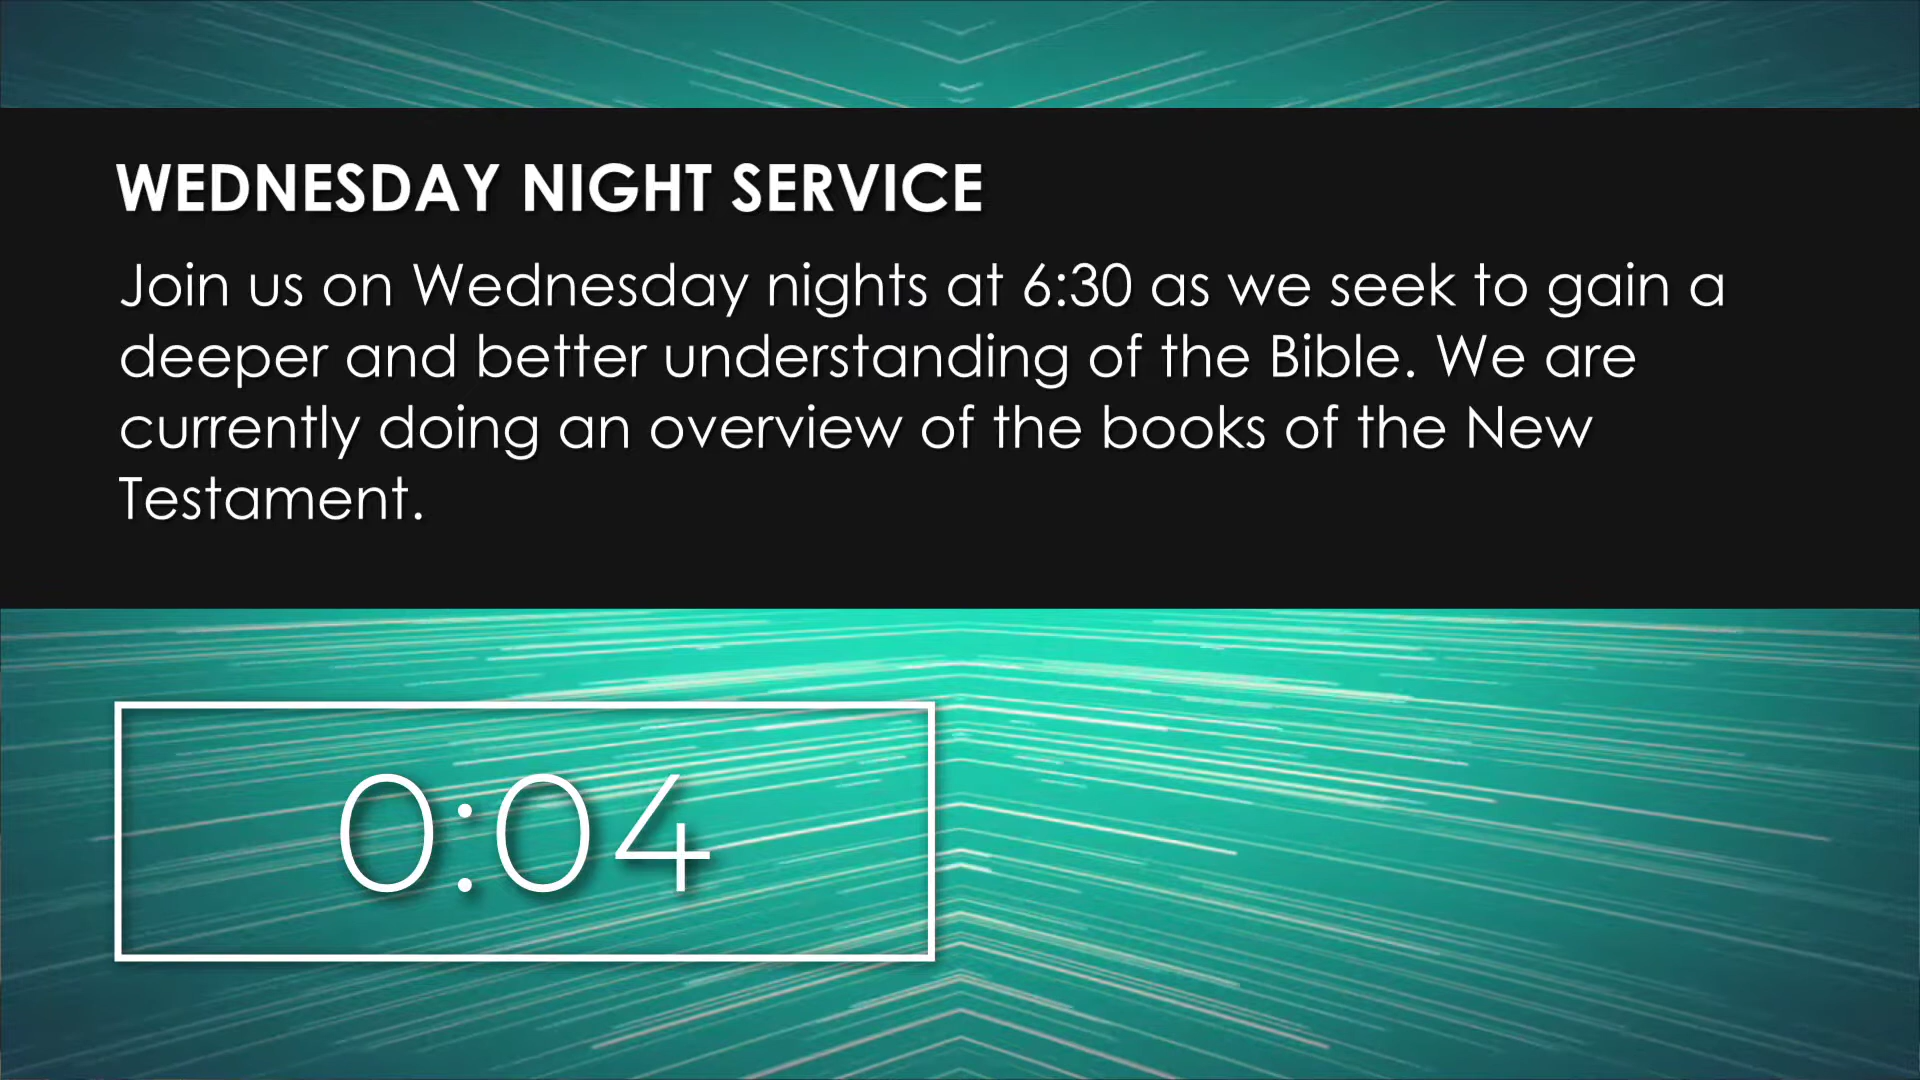 WEDNESDAY NIGHT SERVICE
Join us on Wednesday nights at 6:30 as we seek to gain a
deeper and better understanding of the Bible. We are
currently doing an overview of the books of the New
Testament.
0:04